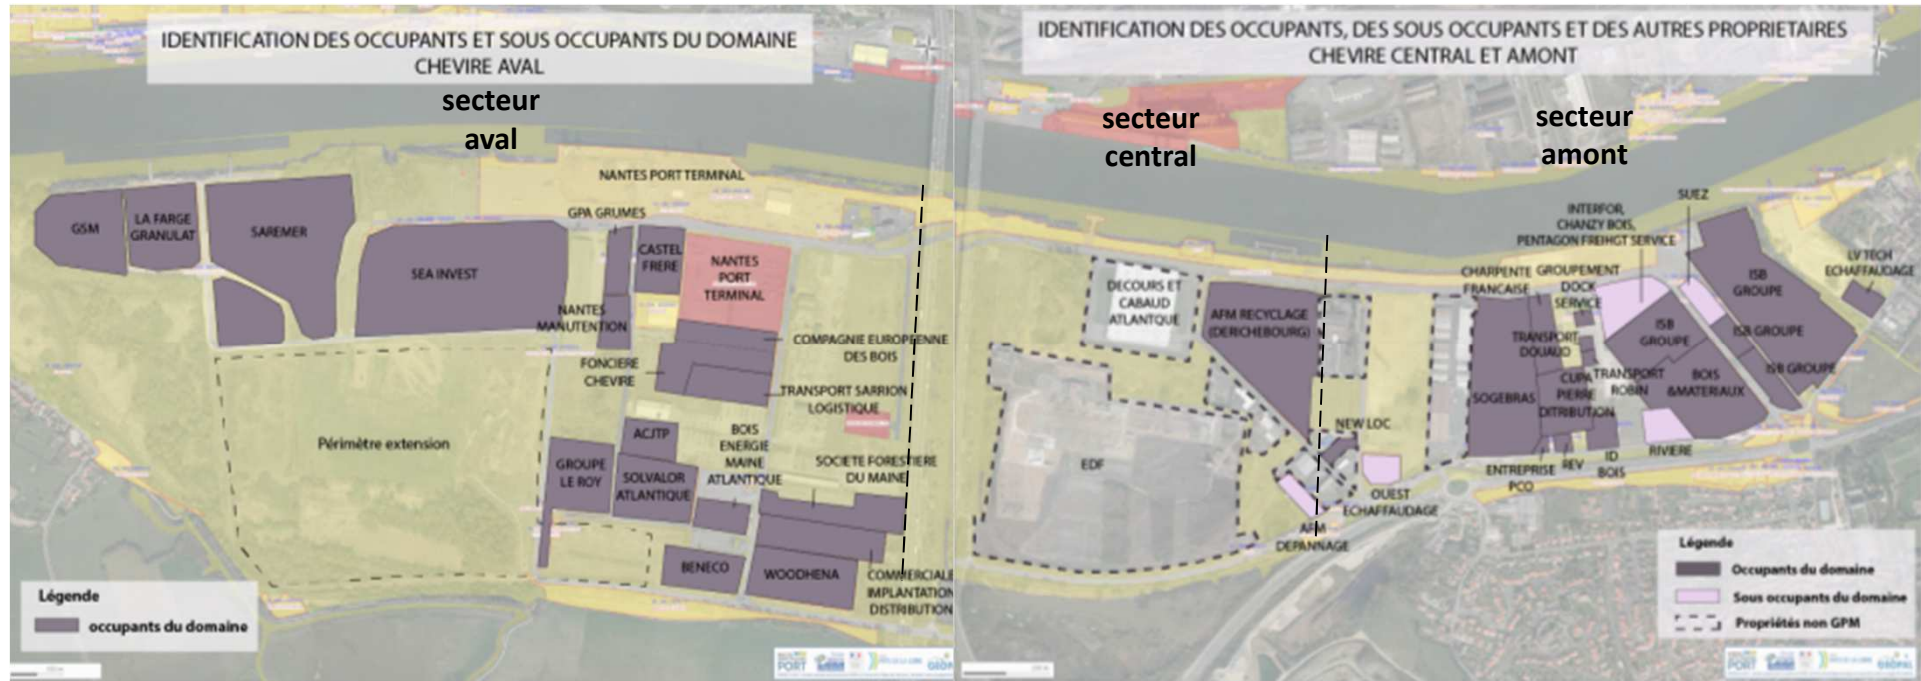 IDENTIFICATION DES OCCUPANTS ET SOUS OCCUPANTS DU DOMAINE
CHEVIRE AVAL
secteur
aval
NANTES PORT TERMINAL
GPA GRUMES
GSM
LA FARGE
GRANULAT
SAREMER
SEA INVEST
CASTEL
FRERE
NANTES
PORT
TERMINAL
NANTES
MANUTENTION
COMPAGNIE EUROPEENNE
DES BOIS
FONCIERE
CHEVIRE
TRANSPORT SARRION
LOGISTIQUE
Périmètre extension
ACJTP
BOIS
ENERGIE
MAINE
ATLANTIQUE
GROUPE
LE ROY
SOLVALOR
ATLANTIQUE
SOCIETE FORESTIERE
DU MAINE
BENECO
WOODHENA
COMMERCIALE
IMPLANTATION
DISTRIBUTION
Légende
occupants du domaine
PORT
IDENTIFICATION DES OCCUPANTS, DES SOUS OCCUPANTS ET DES AUTRES PROPRIETAIRES
CHEVIRE CENTRAL ET AMONT
secteur
central
secteur
amont
SUEZ
INTERFOR,
CHANZY BOIS,
PENTAGON FREIHGT SERVICE
LV TECH
ECHAFFAUDAGE
CHARPENTE
FRANCAISE
GROUPEMENT
DOCK
SERVICE
ISB
GROUPE
DECOURS ET
CABAUD
ATLANTQUE
AFM RECYCLAGE
(DERICHEBOURG)
ISB
GROUPE
ISB GROUPE
ISB GROUPE
TRANSPORT
DOUAUD
TRANSPORT
ROBIN
BOIS
&MATERIAUX
CUPA
PIERRE
DITRIBUTION
SOGEBRAS
NEW LOC
EDF
RIVIERE
ENTREPRISE
PCO
REV
ID
BOIS
OUEST
ECHAFFAUDAGE
AFM
DEPANNAGE
Légende
Occupants du domaine
Sous occupants du domaine
Propriétés non GPM
PORT